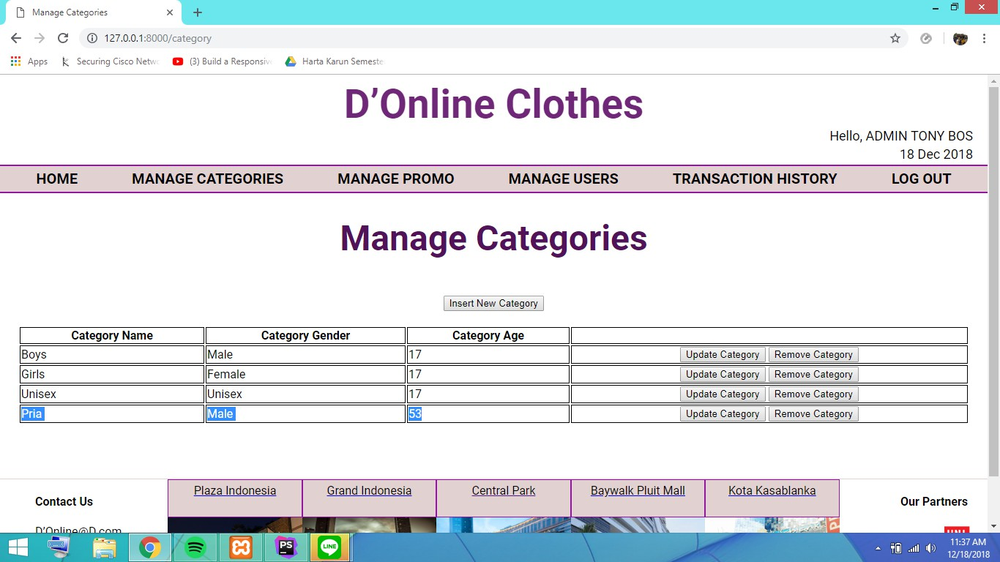 Manage Categories
127.0.0.1:8000/category
Apps
Securing Cisco Netwo
(3) Build a Responsive
Harta Karun Semeste
D’Online Clothes
Hello, ADMIN TONY BOS
18 Dec 2018
HOME MANAGE CATEGORIES MANAGE PROMO MANAGE USERS TRANSACTION HISTORY LOG OUT
Manage Categories
Insert New Category
Category Name Category Gender Category Age
Boys Male 17 Update Category Remove Category
Girls Female 17 Update Category Remove Category
Unisex Unisex 17 Update Category Remove Category
Pria Male 53 Update Category Remove Category
Contact Us
D’Online@D.com
Plaza Indonesia Grand Indonesia Central Park Baywalk Pluit Mall Kota Kasablanka
Our Partners
PS
LINE
11:37 AM
12/18/2018